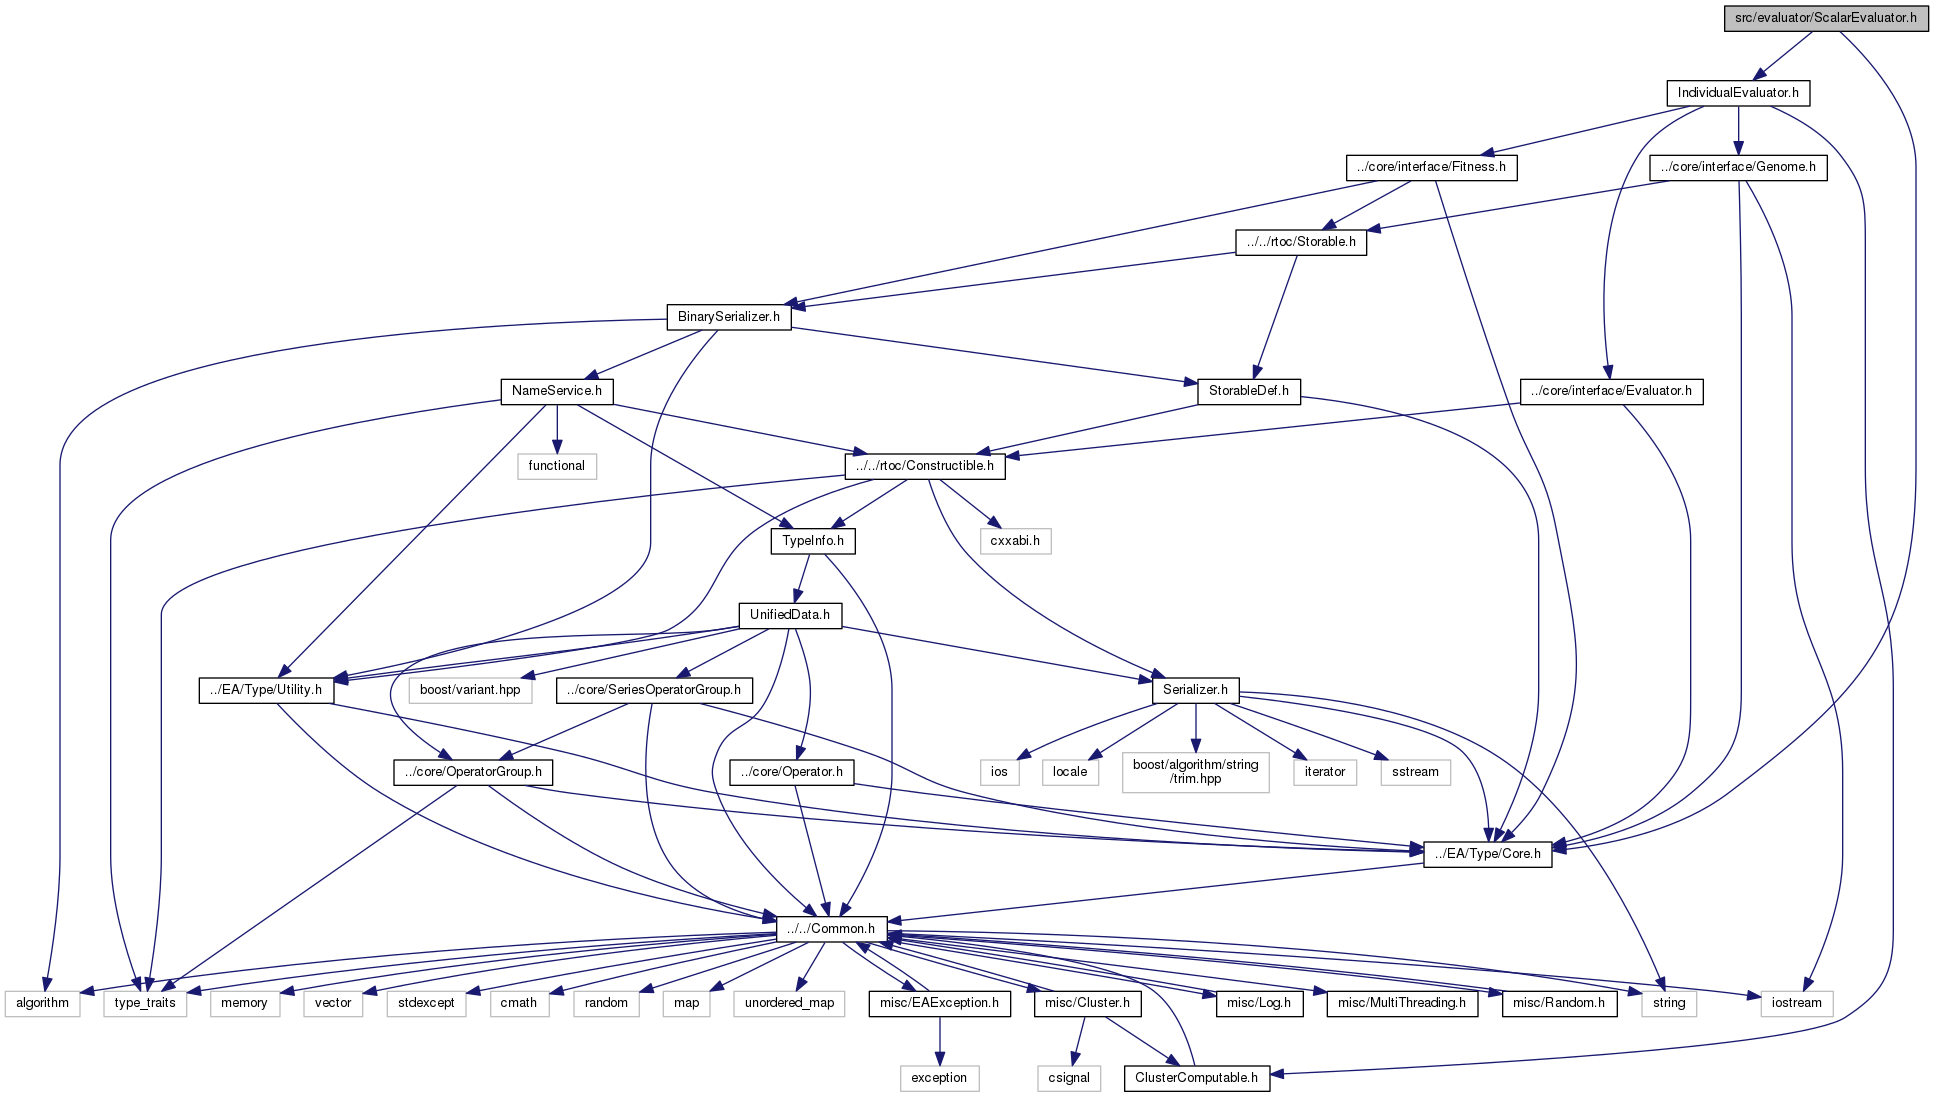 src/evaluator/ScalarEvaluator.h
IndividualEvaluator.h
../core/interface/Fitness.h
../core/interface/Genome.h
../../rtoc/Storable.h
BinarySerializer.h
NameService.h
StorableDef.h
../core/interface/Evaluator.h
functional
../../rtoc/Constructible.h
TypeInfo.h
cxxabi.h
UnifiedData.h
../EA/Type/Utility.h
boost/variant.hpp
../core/SeriesOperatorGroup.h
Serializer.h
../core/OperatorGroup.h
../core/Operator.h
ios
locale
boost/algorithm/string
/trim.hpp
iterator
sstream
../EA/Type/Core.h
../../Common.h
algorithm
type_traits
memory
vector
stdexcept
cmath
random
map
unordered_map
misc/EAException.h
misc/Cluster.h
misc/Log.h
misc/MultiThreading.h
misc/Random.h
string
iostream
exception
csignal
ClusterComputable.h